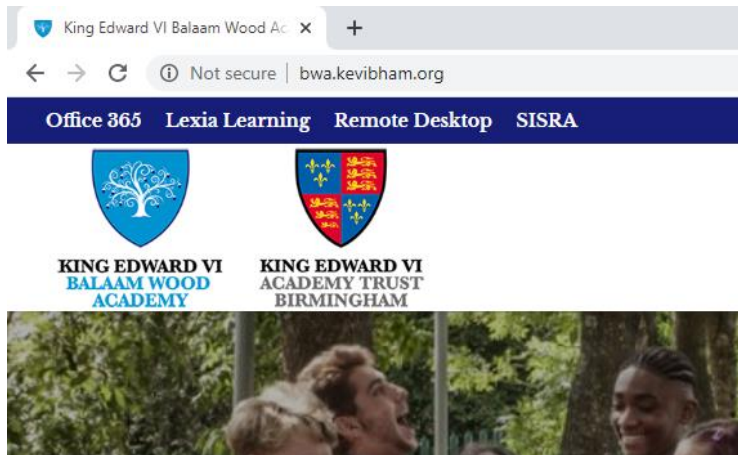 King Edward VI Balaam Wood Ac
Not secure | bwa.kevibham.org
Office 365 Lexia Learning Remote Desktop SISRA
KING EDWARD VI
BALAAM WOOD
ACADEMY
KING EDWARD VI
ACADEMY TRUST
BIRMINGHAM